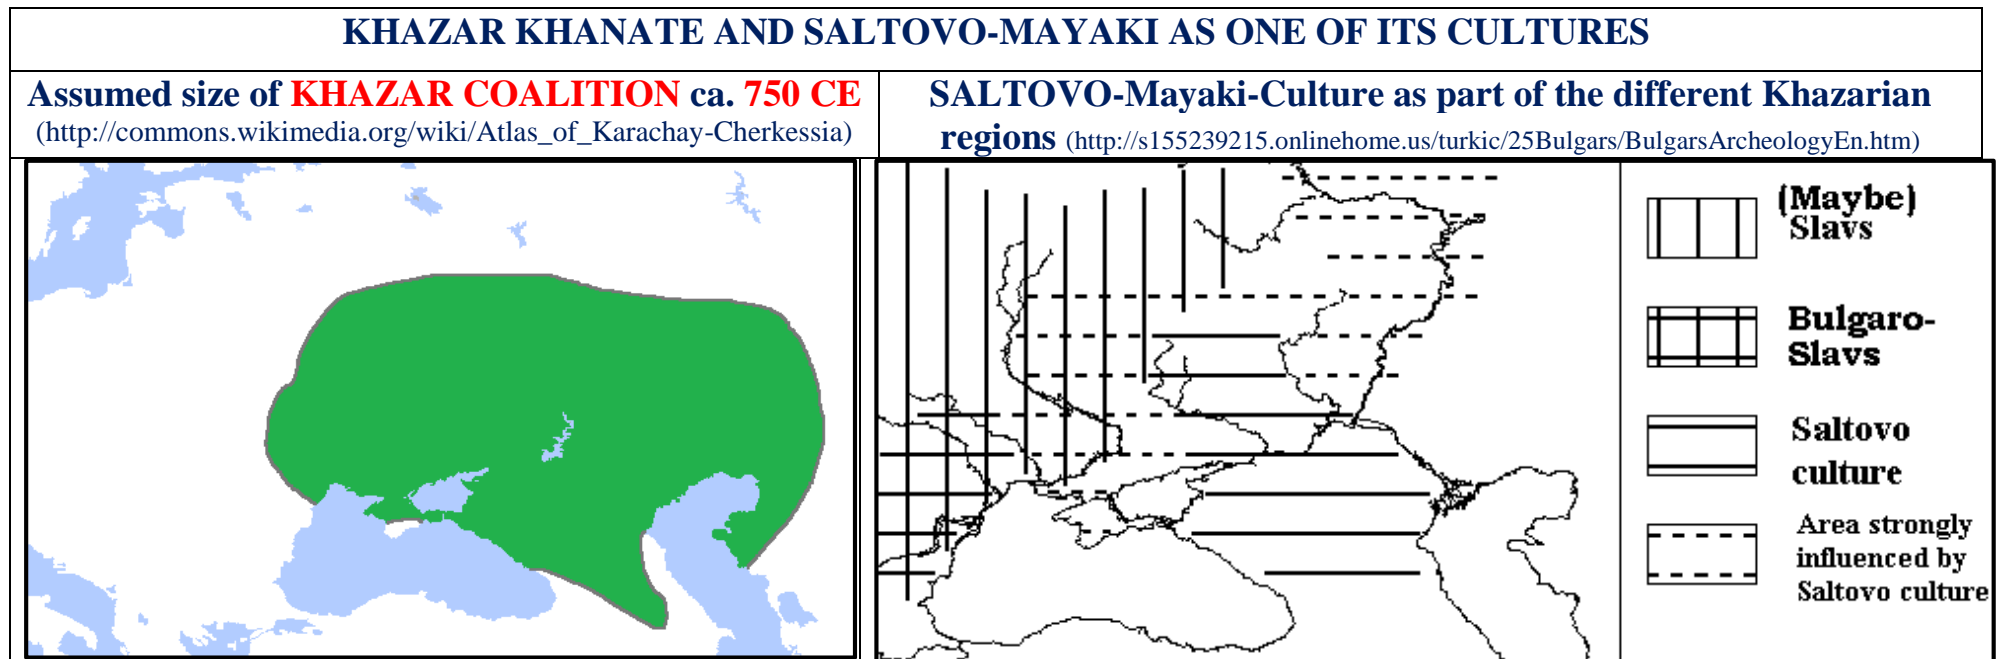 KHAZAR KHANATE AND SALTOVO-MAYAKI AS ONE OF ITS CULTURES
Assumed size of KHAZAR COALITION ca. 750 CE
(http://commons.wikimedia.org/wiki/Atlas_of_Karachay-Cherkessia)
SALTOVO-Mayaki-Culture as part of the different Khazarian
regions (http://s155239215.onlinehome.us/turkic/25Bulgars/BulgarsArcheologyEn.htm)
(Maybe)
Slavs
Bulgaro-
Slavs
Saltovo
culture
Area strongly
influenced by
Saltovo culture